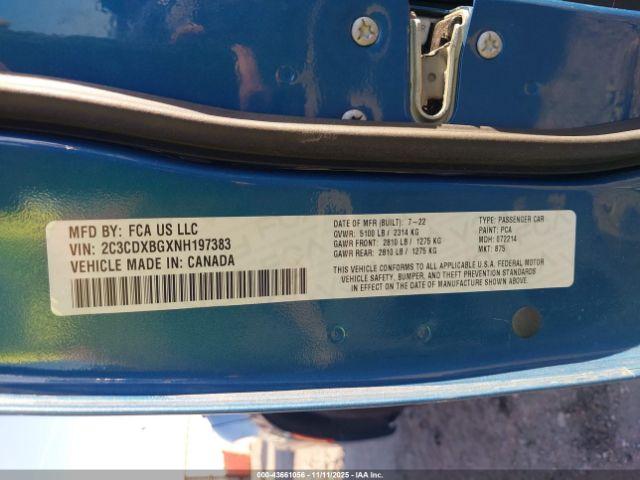 MFD BY: FCA US LLC
VIN: 2C3CDXBGXNH197383
VEHICLE MADE IN: CANADA
DATE OF MFR (BUILT): 7-22
GVWR: 5100 LB / 2314 KG
GAWR FRONT: 2810 LB / 1275 KG
GAWR REAR: 2810 LB / 1275 KG
TYPE: PASSENGER CAR
PAINT: PCA
MDH: 072214
MKT: 875
THIS VEHICLE CONFORMS TO ALL APPLICABLE U.S.A. FEDERAL MOTOR
VEHICLE SAFETY, BUMPER, AND THEFT PREVENTION STANDARDS
IN EFFECT ON THE DATE OF MANUFACTURE SHOWN ABOVE.
000-43661056 - 11/11/2025 - IAA Inc.